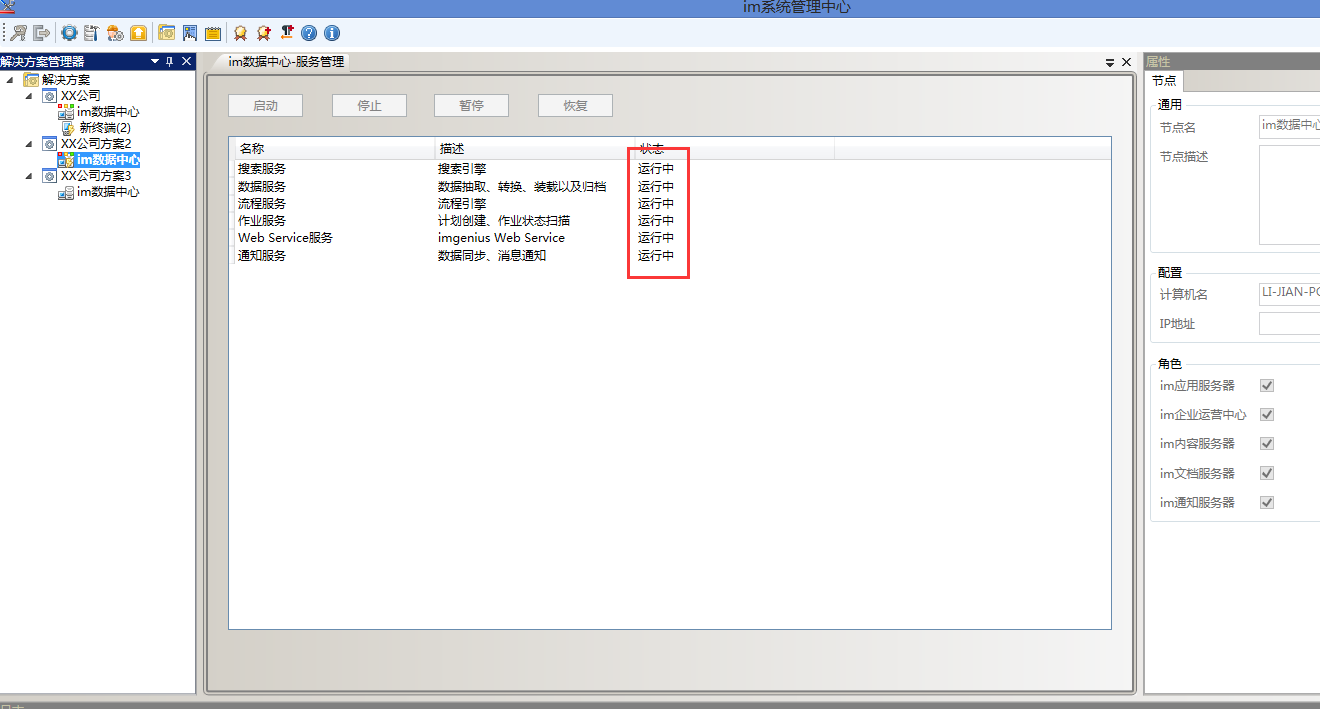 im系统管理中心
解决方案管理器
解决方案
XX公司
im数据中心
新终端(2)
XX公司方案2
im数据中心
XX公司方案3
im数据中心
im数据中心-服务管理
启动 停止 暂停 恢复
名称 描述 状态
搜索服务 搜索引擎 运行中
数据服务 数据抽取、转换、装载以及归档 运行中
流程服务 流程引擎 运行中
作业服务 计划创建、作业状态扫描 运行中
Web Service服务 imgenius Web Service 运行中
通知服务 数据同步、消息通知 运行中
属性
节点
通用
节点名 im数据中心
节点描述
配置
计算机名 LI-JIAN-PC
IP地址
角色
im应用服务器
im企业运营中心
im内容服务器
im文档服务器
im通知服务器